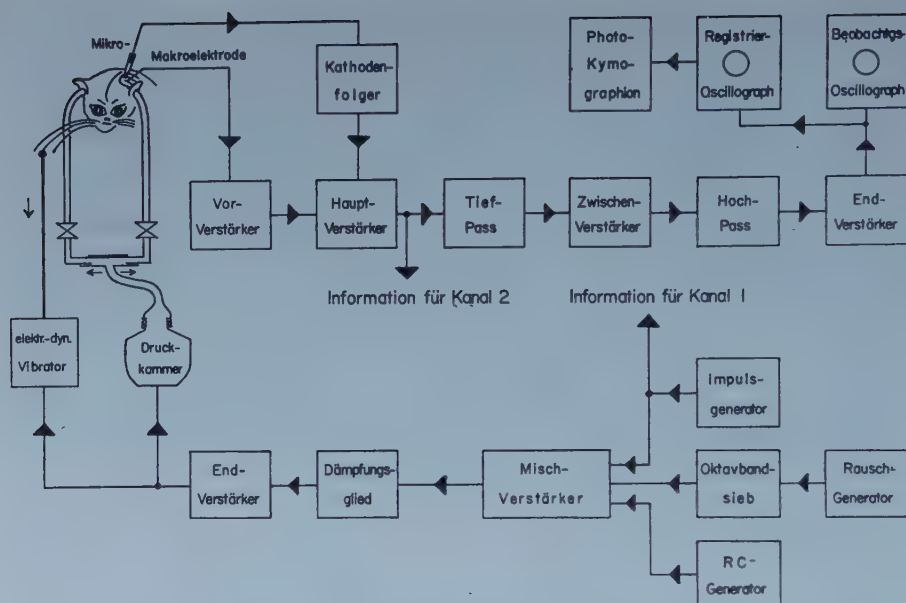 Mikro-
Makroelektrode
Kathoden-
folger
Photo-
Kymo-
graphion
Registrier-
Oscillograph
Beobachtgs-
Oscillograph
Vor-
Verstärker
Haupt-
Verstärker
Tief-
Pass
Zwischen-
Verstärker
Hoch-
Pass
End-
Verstärker
Information für Kanal 2
Information für Kanal 1
elektr.-dyn.
Vibrator
Druck-
kammer
Impuls-
generator
End-
Verstärker
Dämpfungs-
glied
Misch-
Verstärker
Oktavband-
sieb
Rausch-
Generator
RC-
Generator